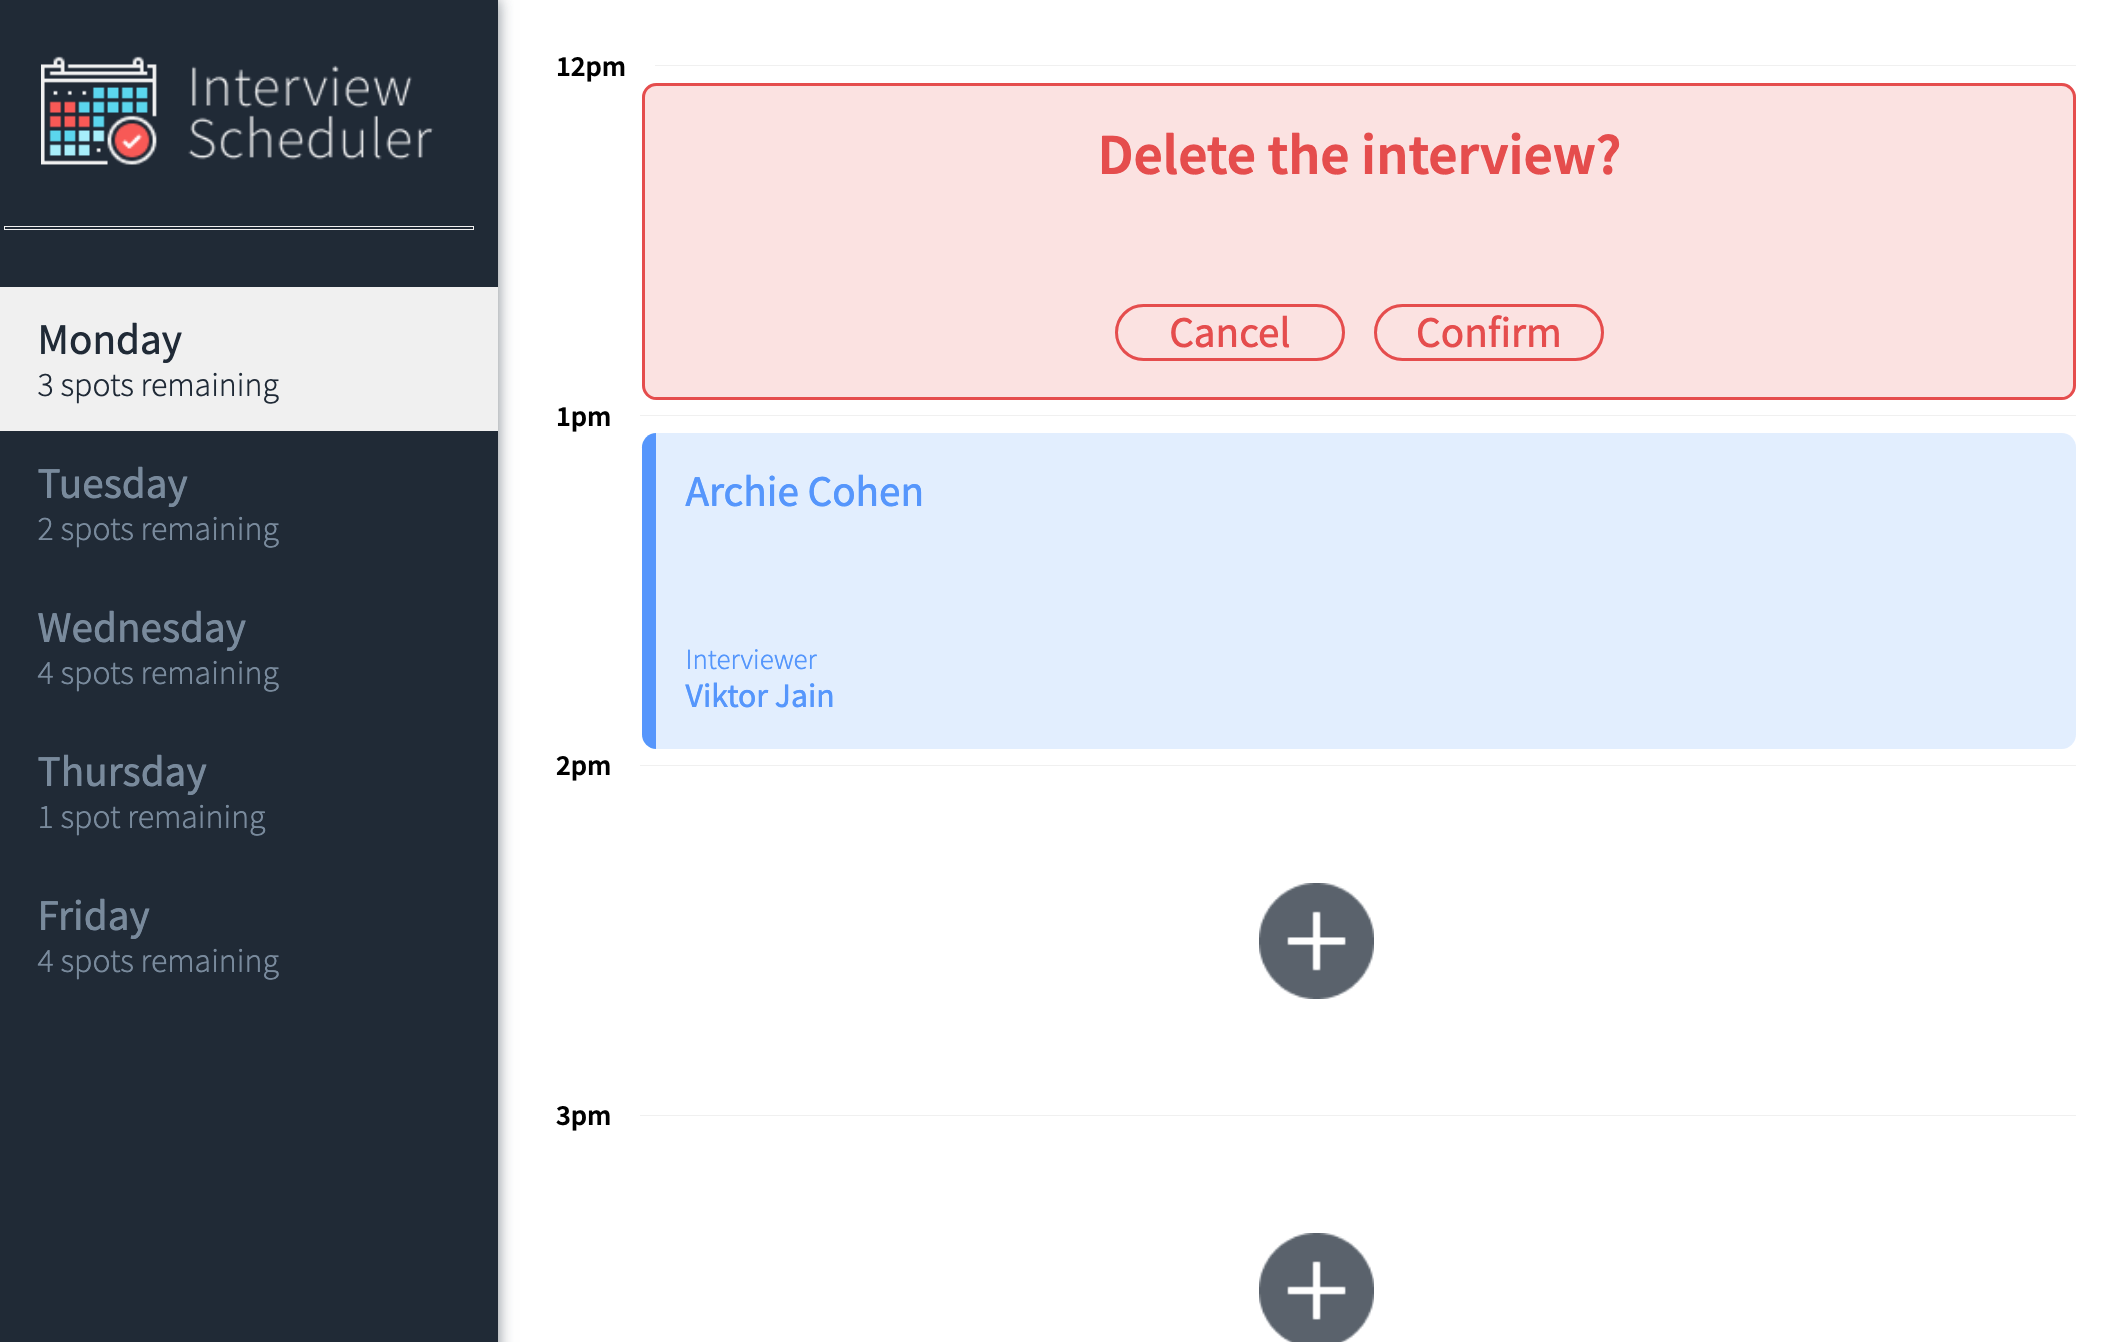 Interview
Scheduler
Monday
3 spots remaining
Tuesday
2 spots remaining
Wednesday
4 spots remaining
Thursday
1 spot remaining
Friday
4 spots remaining
12pm
Delete the interview?
Cancel Confirm
1pm
Archie Cohen
Interviewer
Viktor Jain
2pm
3pm